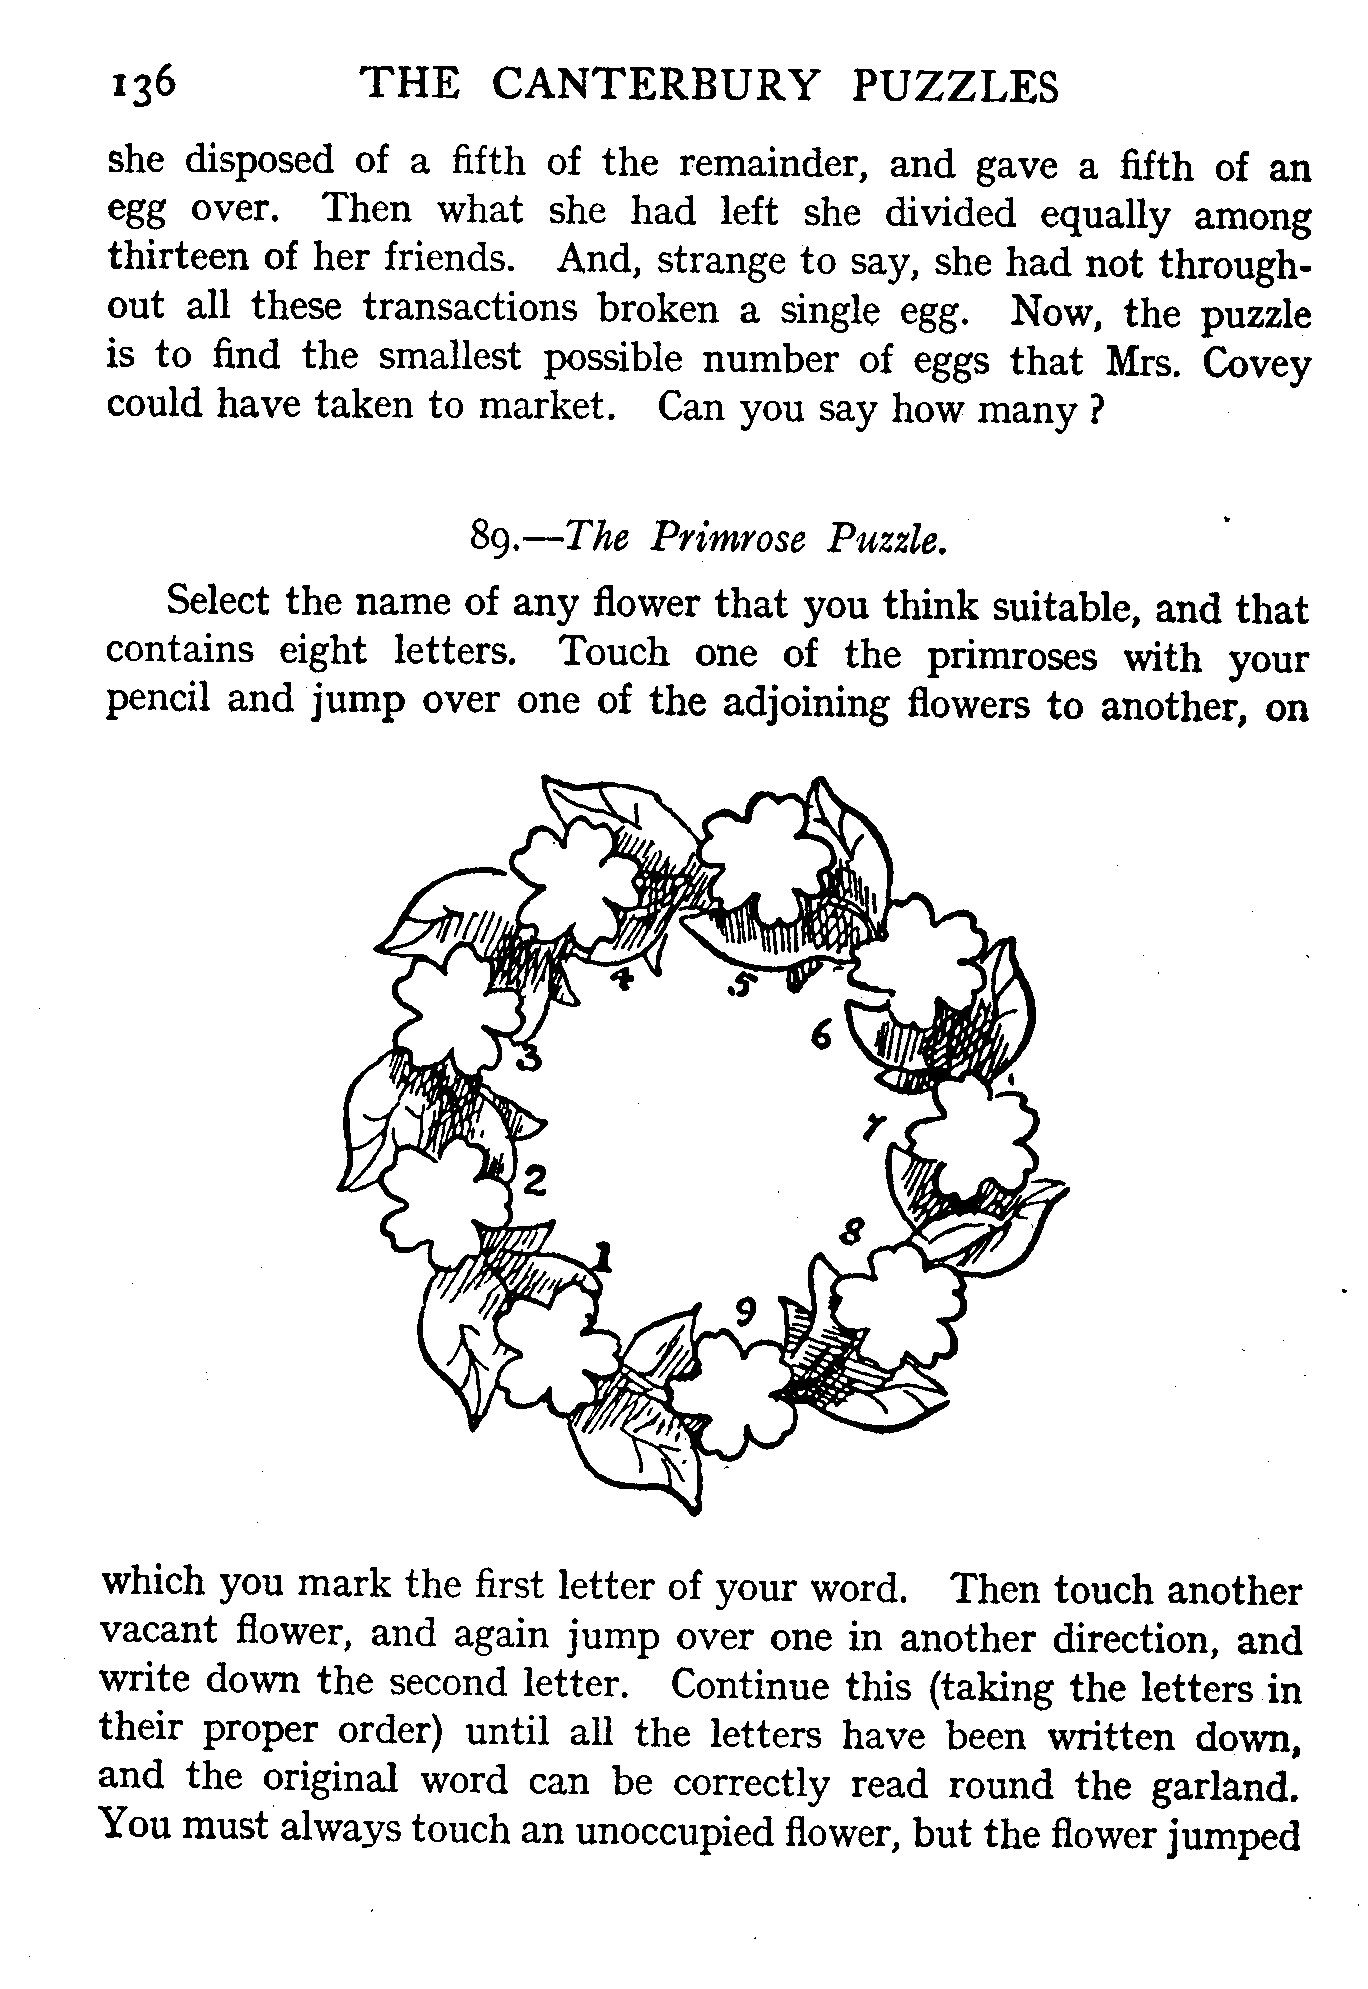 136 THE CANTERBURY PUZZLES
she disposed of a fifth of the remainder, and gave a fifth of an
egg over. Then what she had left she divided equally among
thirteen of her friends. And, strange to say, she had not through-
out all these transactions broken a single egg. Now, the puzzle
is to find the smallest possible number of eggs that Mrs. Covey
could have taken to market. Can you say how many ?
89.—The Primrose Puzzle.
Select the name of any flower that you think suitable, and that
contains eight letters. Touch one of the primroses with your
pencil and jump over one of the adjoining flowers to another, on
4
5
6
3
7
2
8
1
9
which you mark the first letter of your word. Then touch another
vacant flower, and again jump over one in another direction, and
write down the second letter. Continue this (taking the letters in
their proper order) until all the letters have been written down,
and the original word can be correctly read round the garland.
You must always touch an unoccupied flower, but the flower jumped